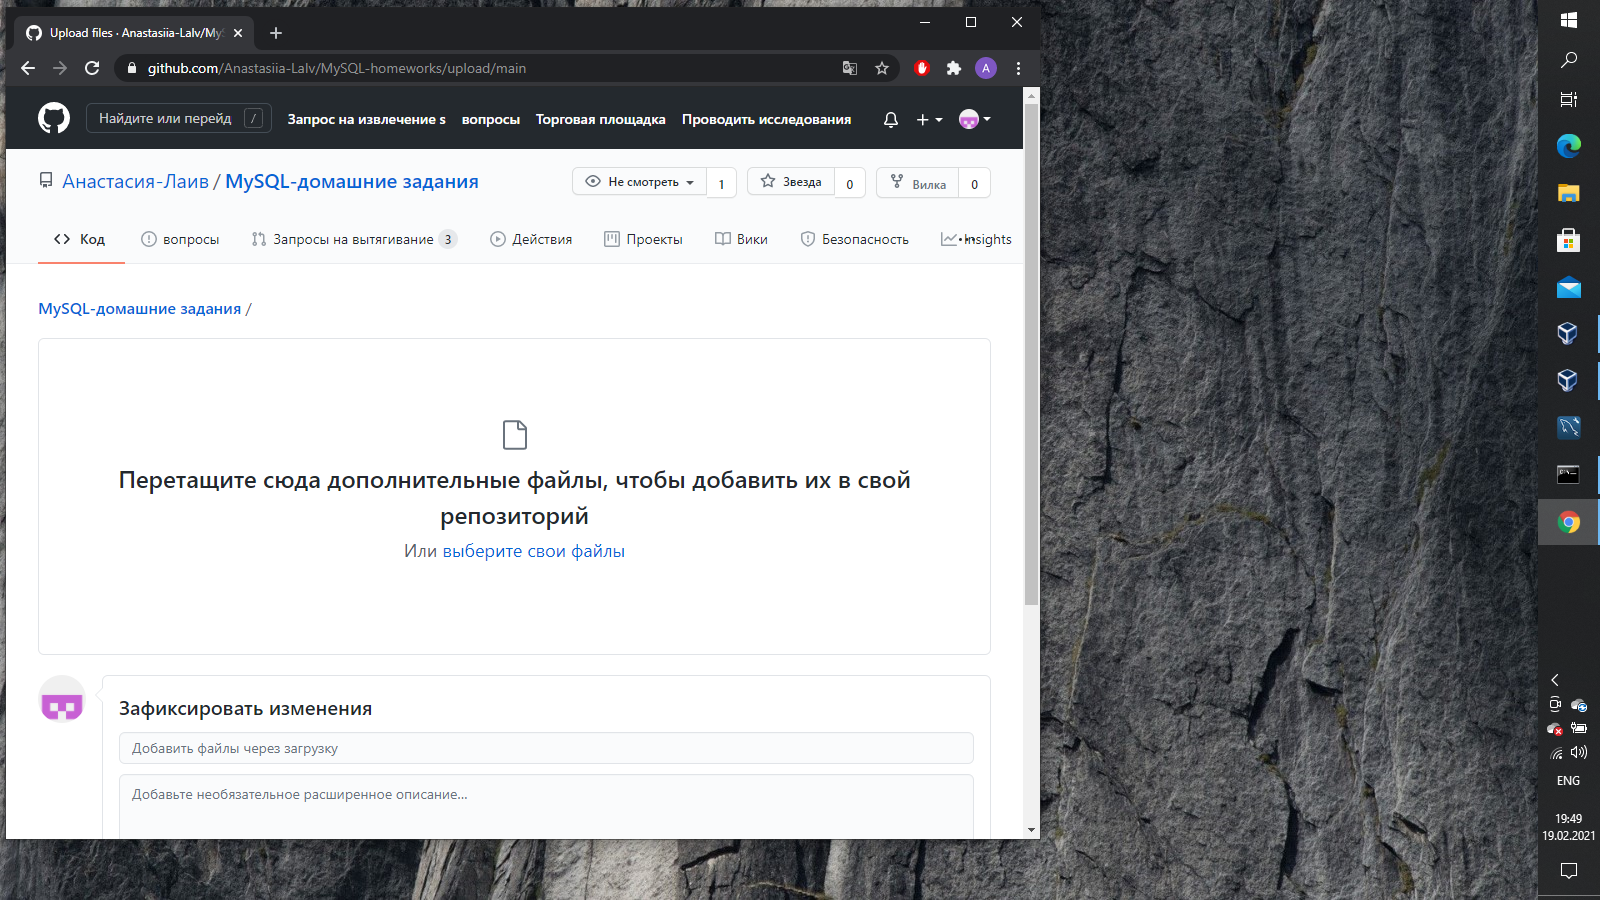 Upload files · Anastasiia-Lalv/My
github.com/Anastasiia-Lalv/MySQL-homeworks/upload/main
A
Найдите или перейд /
Запрос на извлечение s вопросы Торговая площадка Проводить исследования
Анастасия-Лаив / MySQL-домашние задания
Не смотреть 1
Звезда 0
Вилка 0
Код вопросы Запросы на вытягивание 3 Действия Проекты Вики Безопасность Insights
MySQL-домашние задания /
Перетащите сюда дополнительные файлы, чтобы добавить их в свой
репозиторий
Или выберите свои файлы
Зафиксировать изменения
Добавить файлы через загрузку
Добавьте необязательное расширенное описание...
ENG
19:49
19.02.2021